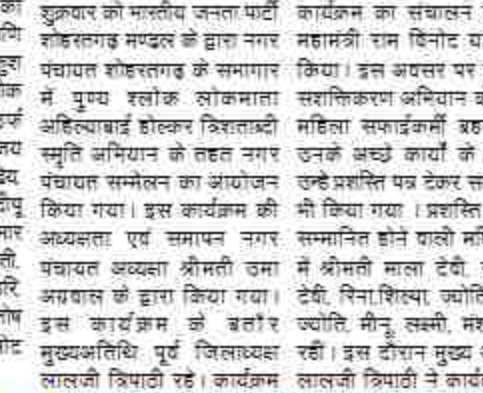 का
शुक्रवार को भारतीय जनता पार्टी
शोहरतगढ़ मण्डल के द्वारा नगर
पंचायत शोहरतगढ़ के सभागार
में पुण्य श्लोक लोकमाता
अहिल्याबाई होल्कर त्रिशताब्दी
स्मृति अभियान के तहत नगर
पंचायत सम्मेलन का आयोजन
किया गया। इस कार्यक्रम की
अध्यक्षता एवं समापन नगर
पंचायत अध्यक्षा श्रीमती उमा
अग्रवाल के द्वारा किया गया।
इस कार्यक्रम के बतौर
मुख्यअतिथि पूर्व जिलाध्यक्ष
लालजी त्रिपाठी रहे। कार्यक्रम
कार्यक्रम का संचालन
महामंत्री राम विनोद
किया। इस अवसर पर
सशक्तिकरण अभियान
महिला सफाईकर्मी
उनके अच्छे कार्यों के
उन्हे प्रशस्ति पत्र देकर
भी किया गया । प्रशस्ति
सम्मानित होने वाली
में श्रीमती माला देवी,
देवी, रिना,शिल्पा, ज्योति
ज्योति, मीनू, लक्ष्मी,
रही। इस दौरान मुख्य
लालजी त्रिपाठी ने